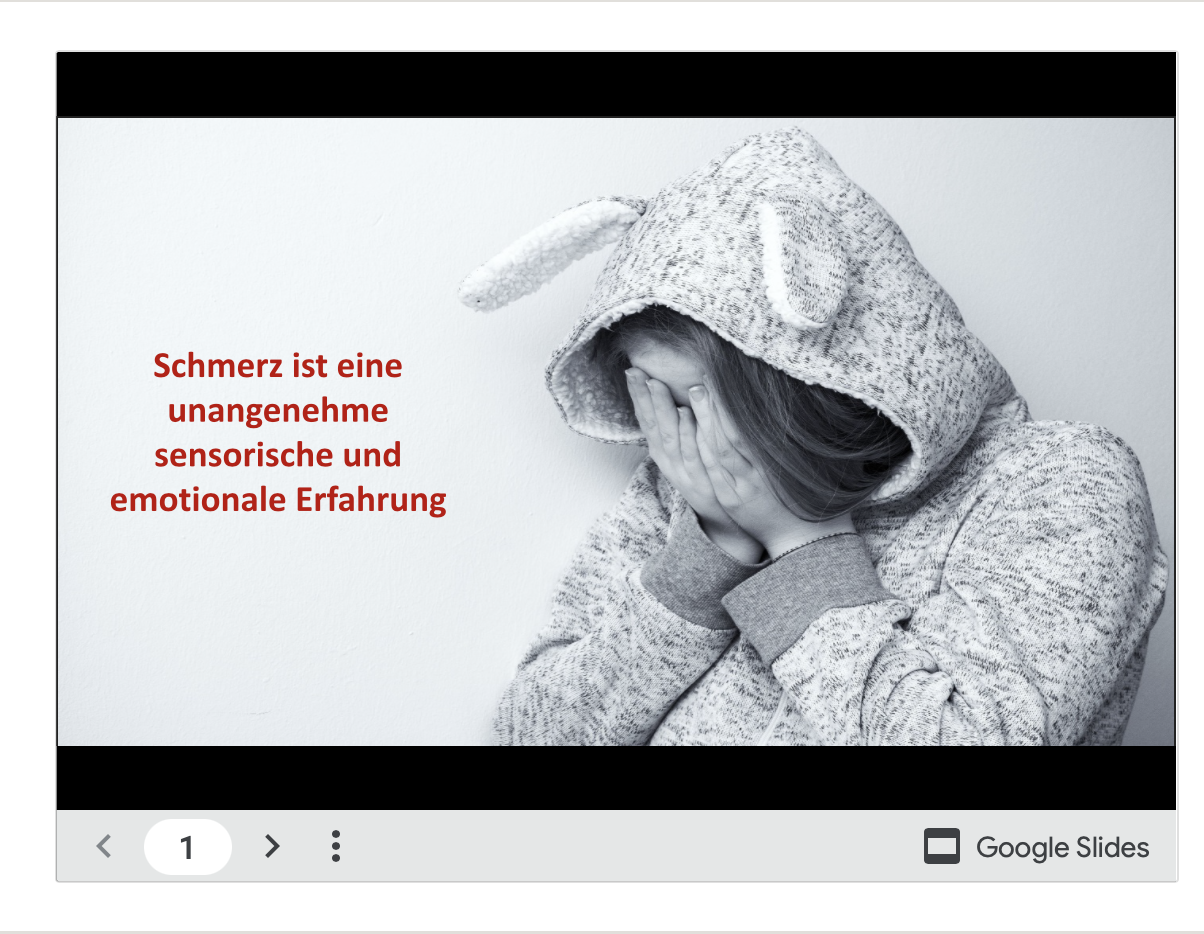 Schmerz ist eine
unangenehme
sensorische und
emotionale Erfahrung
1
Google Slides